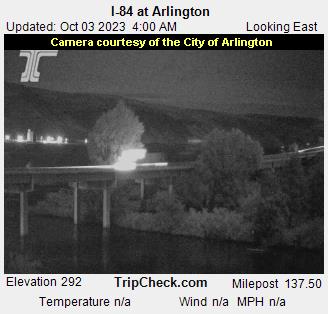 I-84 at Arlington
Updated: Oct 03 2023 4:00 AM Looking East
Camera courtesy of the City of Arlington
Elevation 292 TripCheck.com Milepost 137.50
Temperature n/a Wind n/a MPH n/a